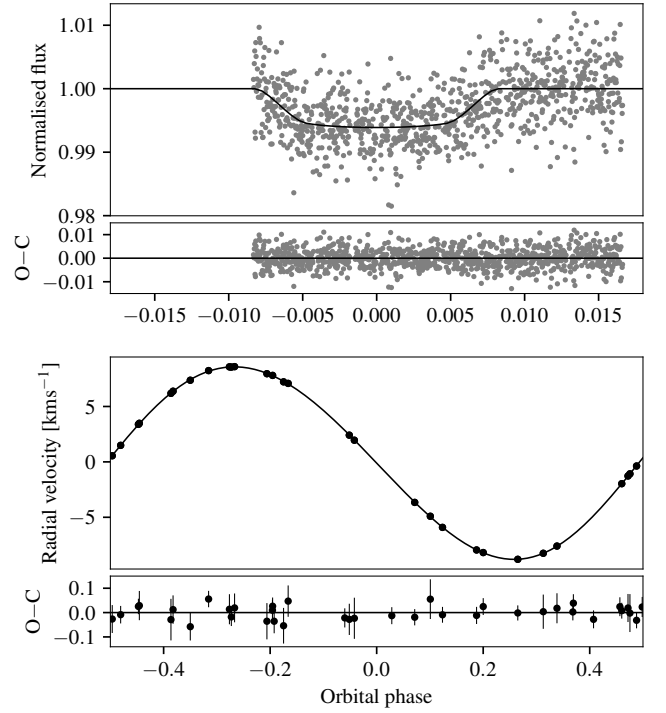 1.01
1.00
0.99
0.98
Normalised flux
0.01
0.00
−0.01
O−C
−0.015 −0.010 −0.005 0.000 0.005 0.010 0.015
5
0
−5
Radial velocity [kms−1]
0.1
0.0
−0.1
O−C
−0.4 −0.2 0.0 0.2 0.4
Orbital phase